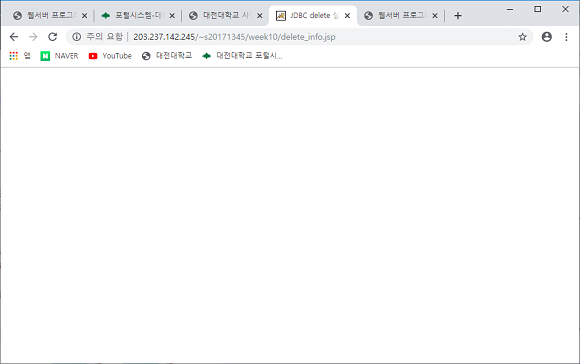 웹서버 프로그래
포털시스템-대
대전대학교 사
JDBC delete
웹서버 프로그래
주의 요함 | 203.237.142.245/~s20171345/week10/delete_info.jsp
앱 NAVER YouTube 대전대학교 대전대학교 포털시...